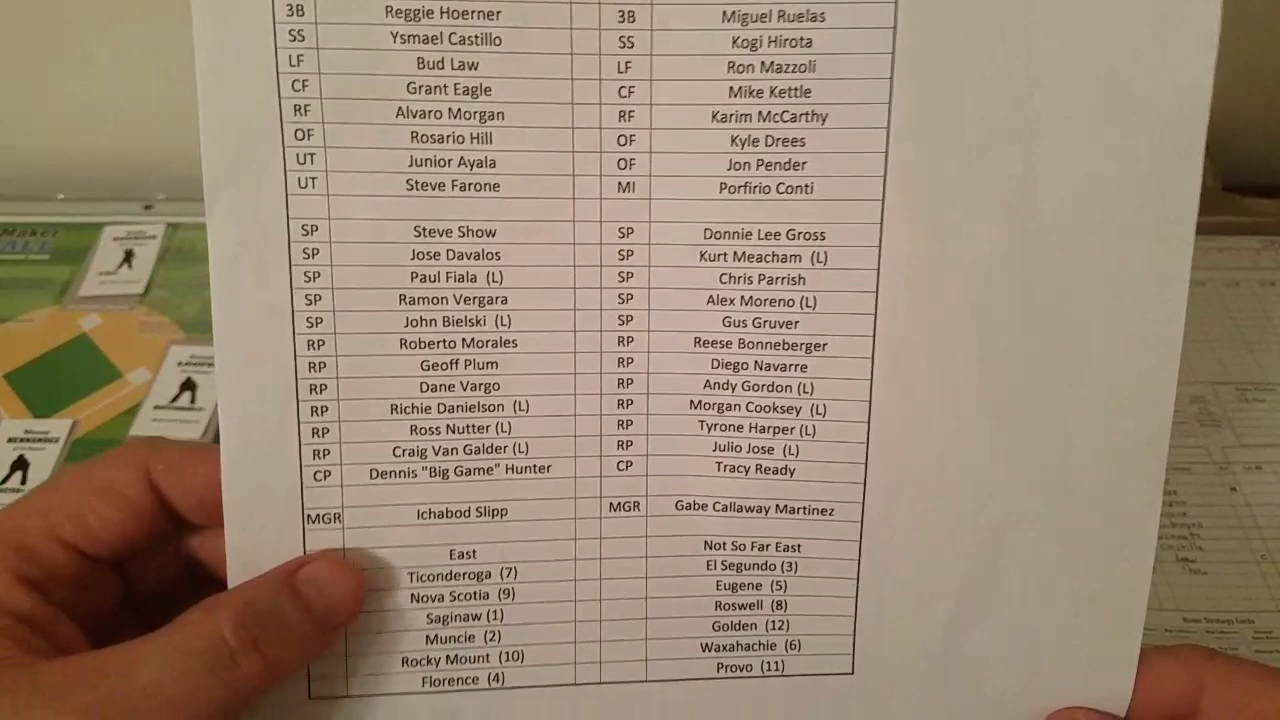 3B Reggie Hoerner 3B Miguel Ruelas
SS Ysmael Castillo SS Kogi Hirota
LF Bud Law LF Ron Mazzoli
CF Grant Eagle CF Mike Kettle
RF Alvaro Morgan RF Karim McCarthy
OF Rosario Hill OF Kyle Drees
UT Junior Ayala OF Jon Pender
UT Steve Farone MI Porfirio Conti
SP Steve Show SP Donnie Lee Gross
SP Jose Davalos SP Kurt Meacham (L)
SP Paul Fiala (L) SP Chris Parrish
SP Ramon Vergara SP Alex Moreno (L)
SP John Bielski (L) SP Gus Gruver
RP Roberto Morales RP Reese Bonneberger
RP Geoff Plum RP Diego Navarre
RP Dane Vargo RP Andy Gordon (L)
RP Richie Danielson (L) RP Morgan Cooksey (L)
RP Ross Nutter (L) RP Tyrone Harper (L)
RP Craig Van Galder (L) RP Julio Jose (L)
CP Dennis "Big Game" Hunter CP Tracy Ready
MGR Ichabod Slipp MGR Gabe Callaway Martinez
East Not So Far East
Ticonderoga (7) El Segundo (3)
Nova Scotia (9) Eugene (5)
Saginaw (1) Roswell (8)
Muncie (2) Golden (12)
Rocky Mount (10) Waxahachie (6)
Florence (4) Provo (11)
Maker